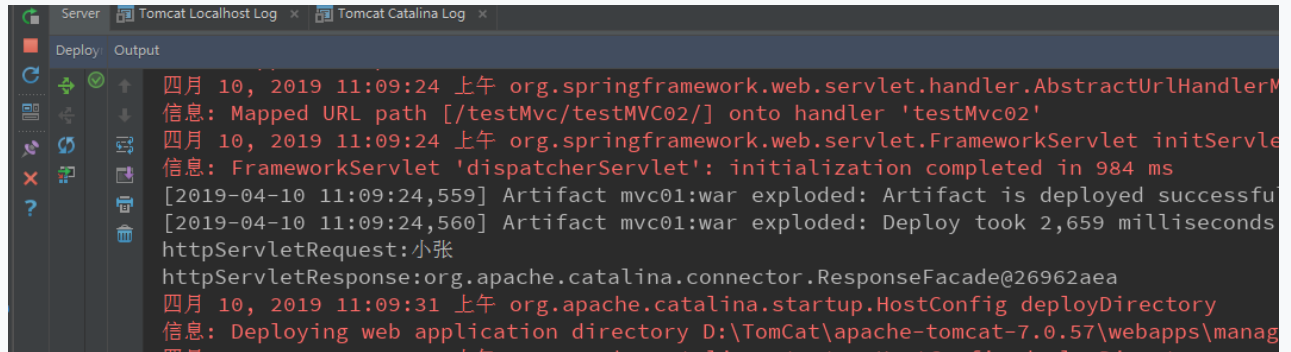 Server Tomcat Localhost Log × Tomcat Catalina Log ×
Output
四月 10, 2019 11:09:24 上午 org.springframework.web.servlet.handler.AbstractUrlHandlerM
信息: Mapped URL path [/testMvc/testMVC02/] onto handler 'testMvc02'
四月 10, 2019 11:09:24 上午 org.springframework.web.servlet.FrameworkServlet initServle
信息: FrameworkServlet 'dispatcherServlet': initialization completed in 984 ms
[2019-04-10 11:09:24,559] Artifact mvc01:war exploded: Artifact is deployed successfu
[2019-04-10 11:09:24,560] Artifact mvc01:war exploded: Deploy took 2,659 milliseconds
httpServletRequest:小张
httpServletResponse:org.apache.catalina.connector.ResponseFacade@26962aea
四月 10, 2019 11:09:31 上午 org.apache.catalina.startup.HostConfig deployDirectory
信息: Deploying web application directory D:\TomCat\apache-tomcat-7.0.57\webapps\manag